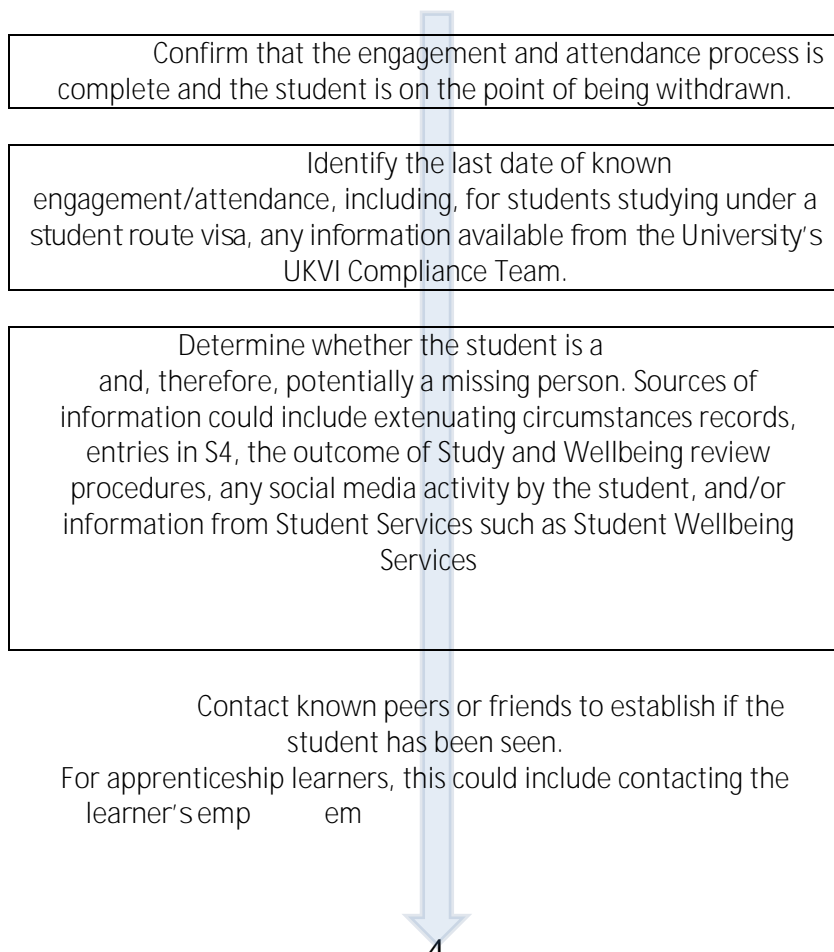 Confirm that the engagement and attendance process is
complete and the student is on the point of being withdrawn.
Identify the last date of known
engagement/attendance, including, for students studying under a
student route visa, any information available from the University's
UKVI Compliance Team.
Determine whether the student is a
and, therefore, potentially a missing person. Sources of
information could include extenuating circumstances records,
entries in S4, the outcome of Study and Wellbeing review
procedures, any social media activity by the student, and/or
information from Student Services such as Student Wellbeing
Services
Contact known peers or friends to establish if the
student has been seen.
For apprenticeship learners, this could include contacting the
learner's emp em
4